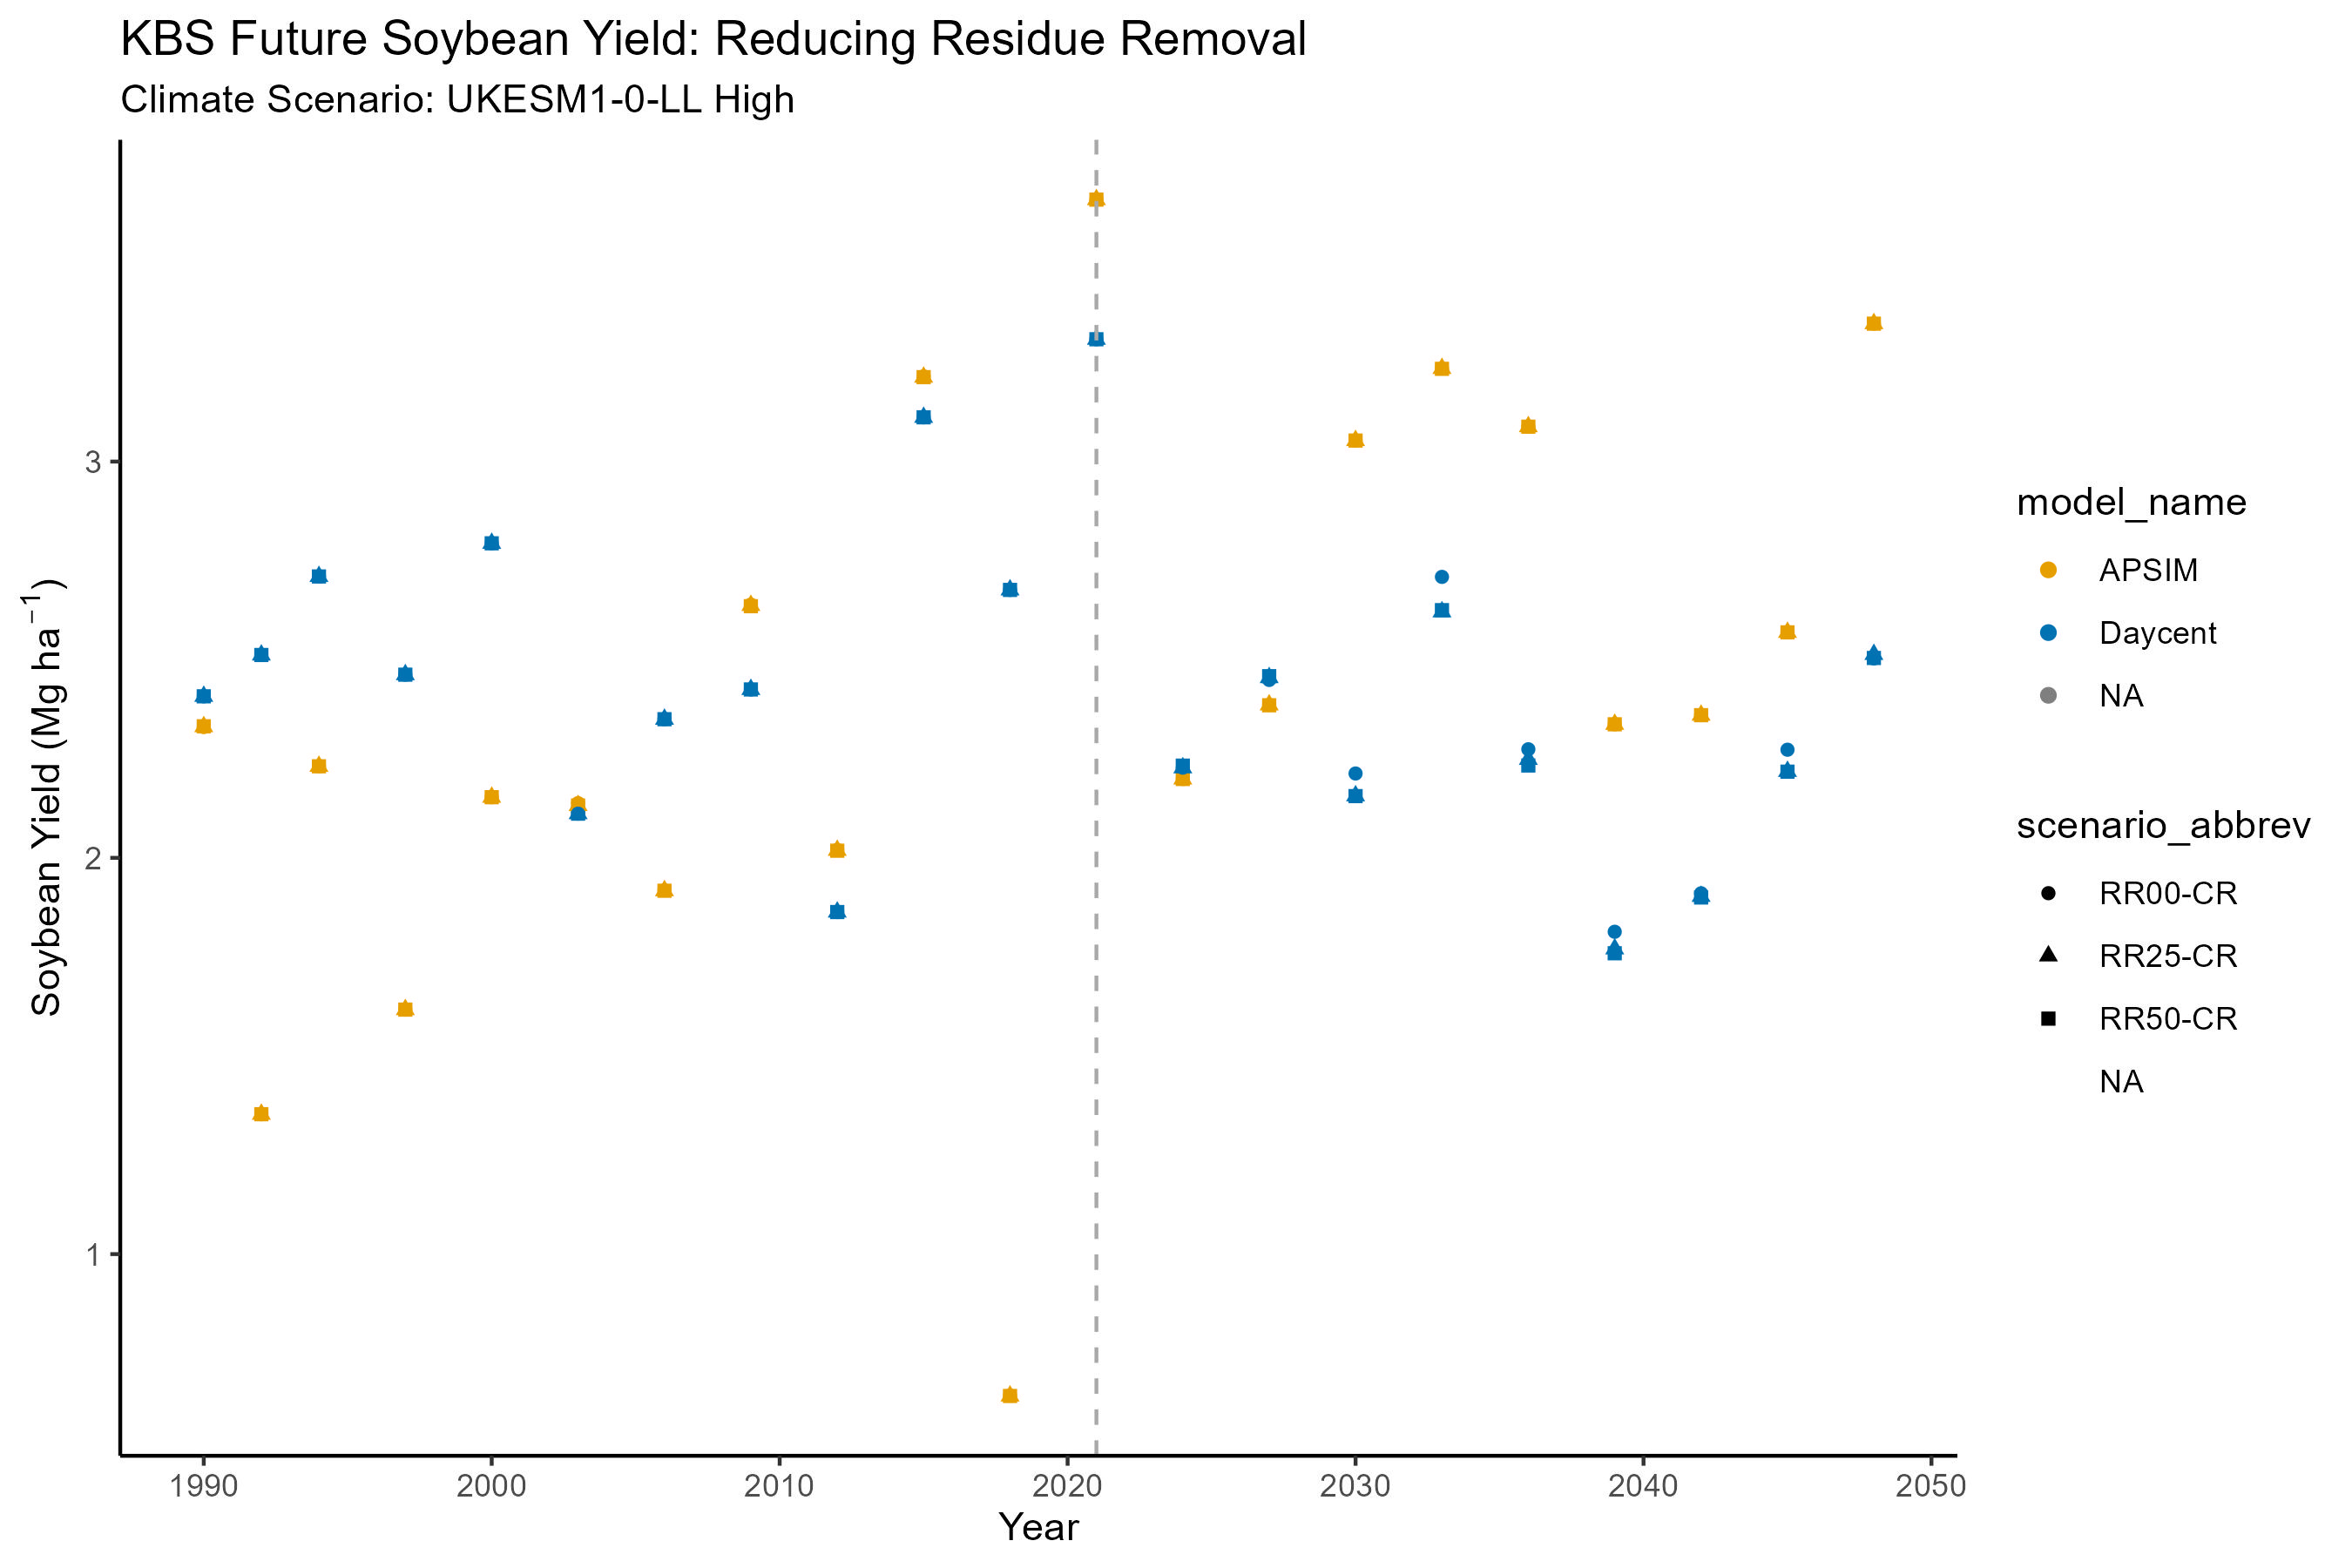 KBS Future Soybean Yield: Reducing Residue Removal
Climate Scenario: UKESM1-0-LL High
Soybean Yield (Mg ha⁻¹)
3
2
1
1990 2000 2010 2020 2030 2040 2050
Year
model_name
APSIM
Daycent
NA
scenario_abbrev
RR00-CR
RR25-CR
RR50-CR
NA